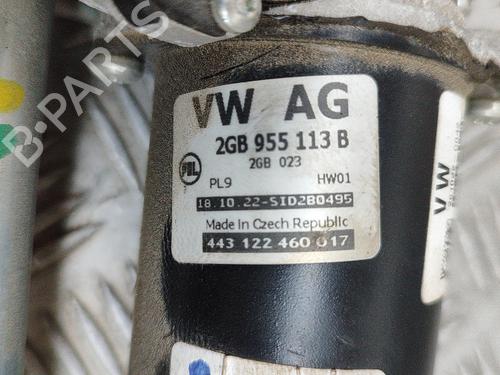 VW AG
2GB 955 113 B
2GB 023
PBL
PL9 HW01
18.10.22-SID2B0495
Made in Czech Republic
443 122 460 017
VW
B-PARTS